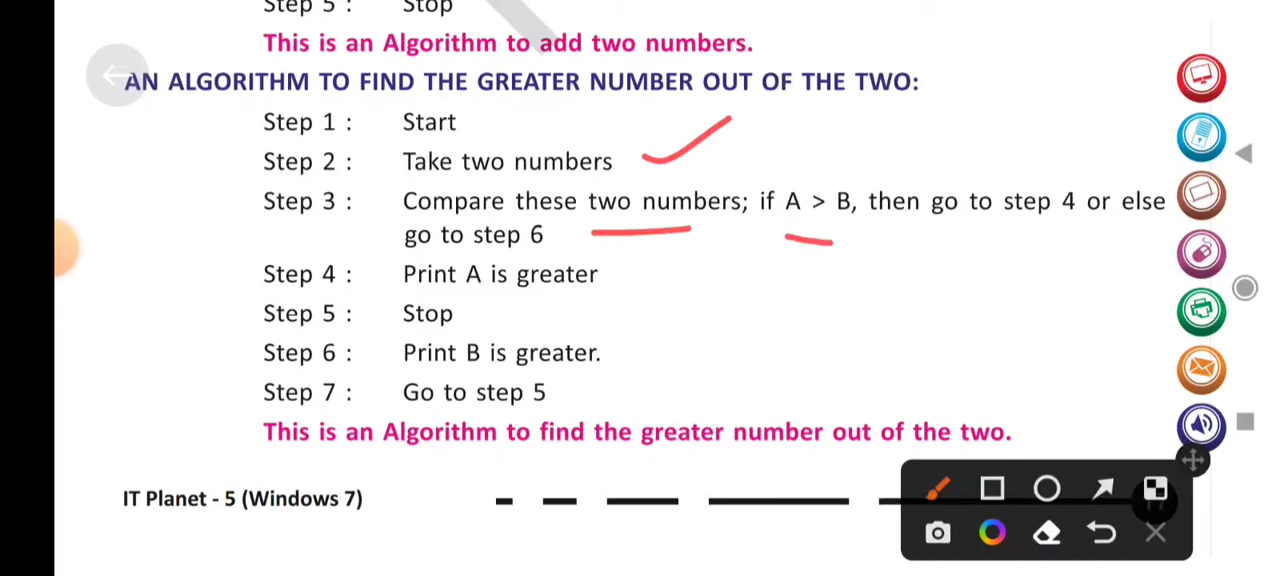 Step 5 : Stop
This is an Algorithm to add two numbers.
AN ALGORITHM TO FIND THE GREATER NUMBER OUT OF THE TWO:
Step 1 : Start
Step 2 : Take two numbers
Step 3 : Compare these two numbers; if A > B, then go to step 4 or else
go to step 6
Step 4 : Print A is greater
Step 5 : Stop
Step 6 : Print B is greater.
Step 7 : Go to step 5
This is an Algorithm to find the greater number out of the two.
IT Planet - 5 (Windows 7)